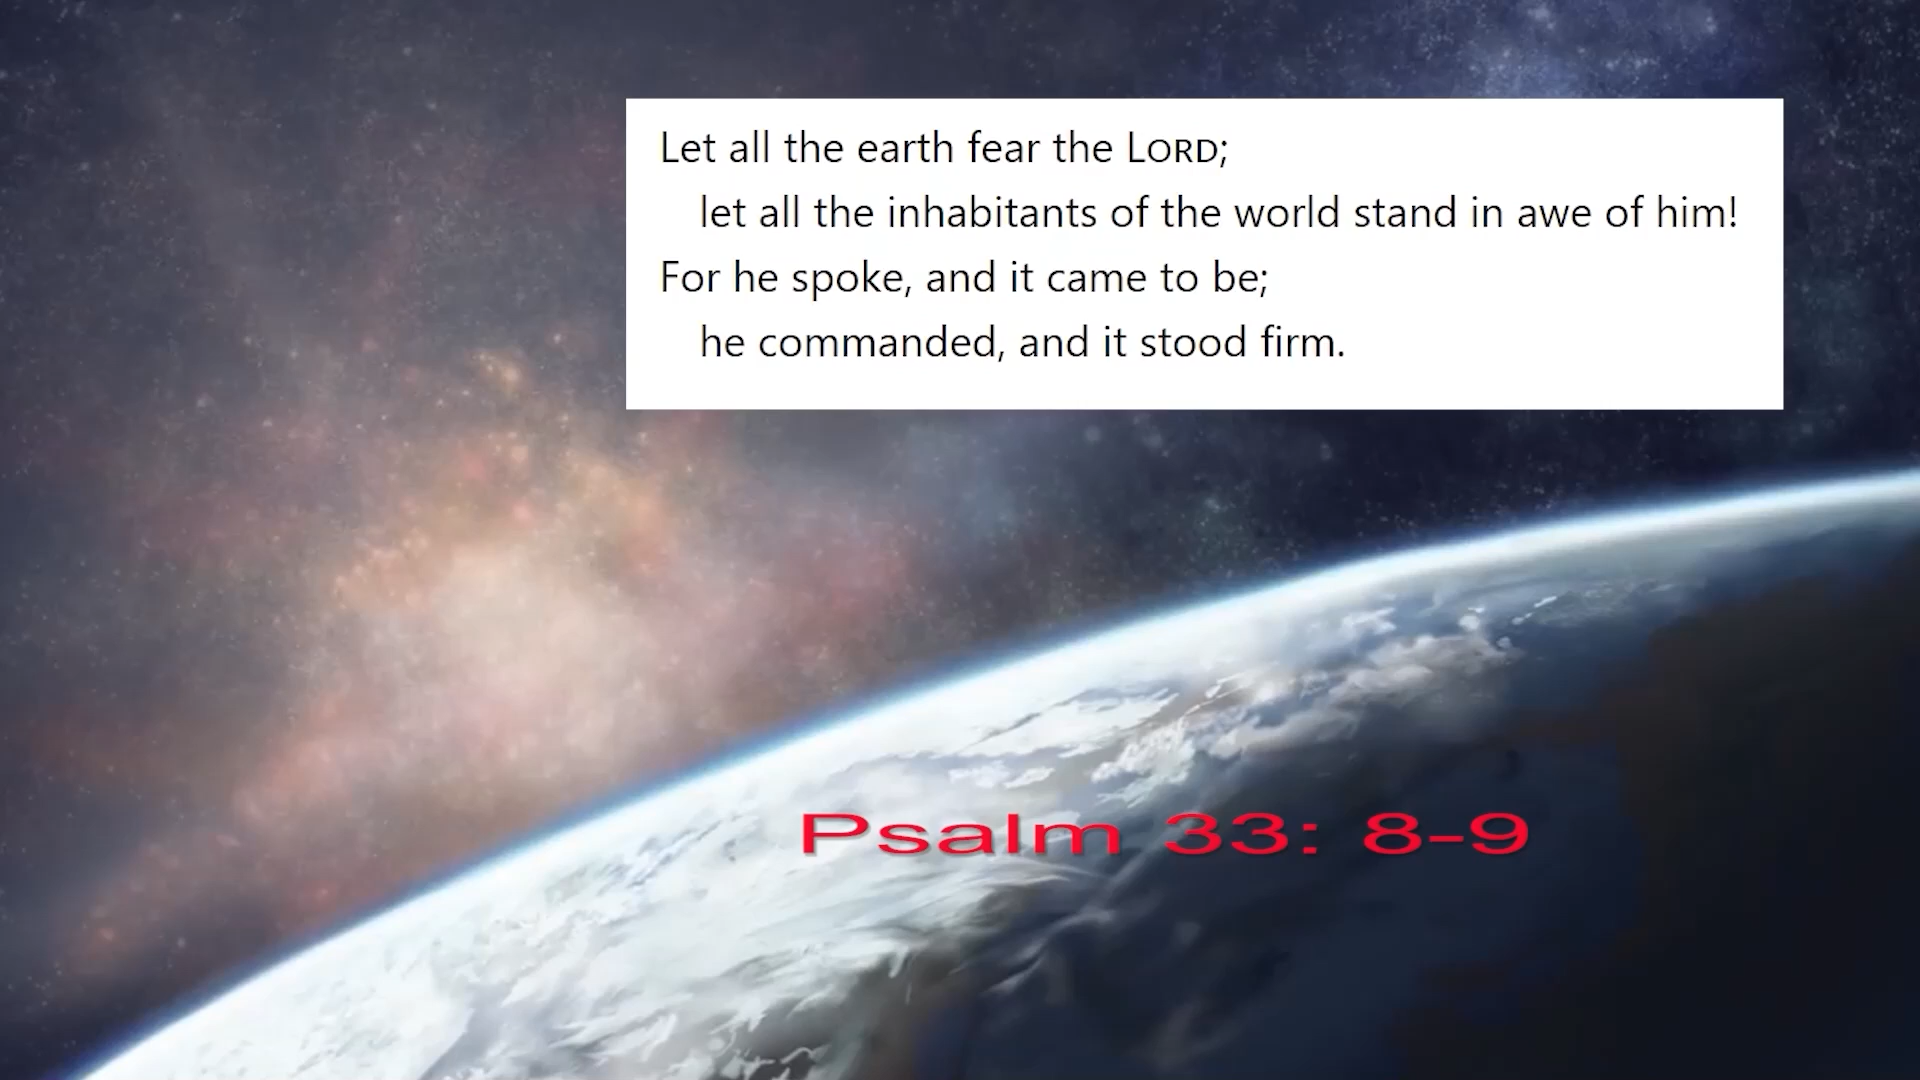 Let all the earth fear the LORD;
let all the inhabitants of the world stand in awe of him!
For he spoke, and it came to be;
he commanded, and it stood firm.
Psalm 33: 8-9